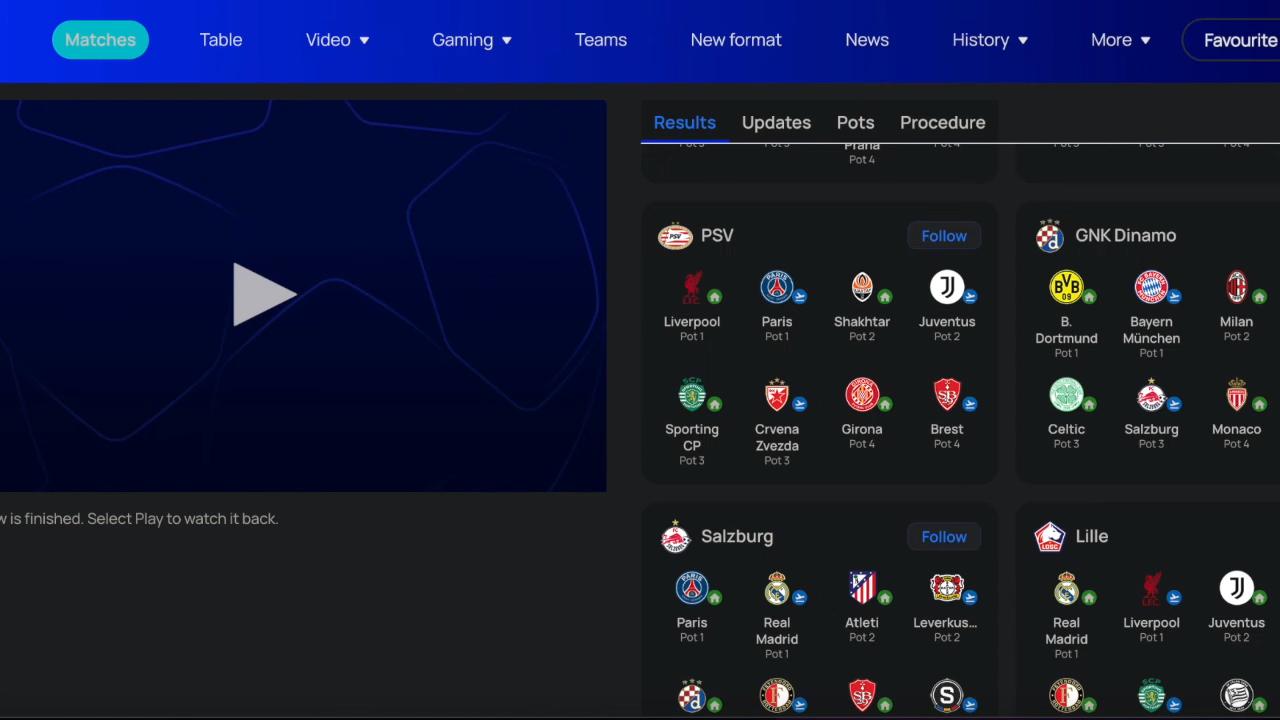 Matches Table Video Gaming Teams New format News History More Favourite
Results Updates Pots Procedure
Praha
Pot 4
PSV Follow
Liverpool Paris Shakhtar Juventus
Pot 1 Pot 1 Pot 2 Pot 2
Sporting CP Crvena Zvezda Girona Brest
Pot 3 Pot 3 Pot 4 Pot 4
GNK Dinamo
B. Dortmund Bayern München Milan
Pot 1 Pot 1 Pot 2
Celtic Salzburg Monaco
Pot 3 Pot 3 Pot 4
w is finished. Select Play to watch it back.
Salzburg Follow
Paris Real Madrid Atleti Leverkus...
Pot 1 Pot 1 Pot 2 Pot 2
Lille
Real Madrid Liverpool Juventus
Pot 1 Pot 1 Pot 2